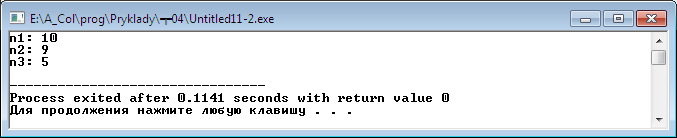 E:\A_Col\prog\Pryklady\┬04\Untitled11-2.exe
n1: 10
n2: 9
n3: 5
--------------------------------
Process exited after 0.1141 seconds with return value 0
Для продолжения нажмите любую клавишу . . .